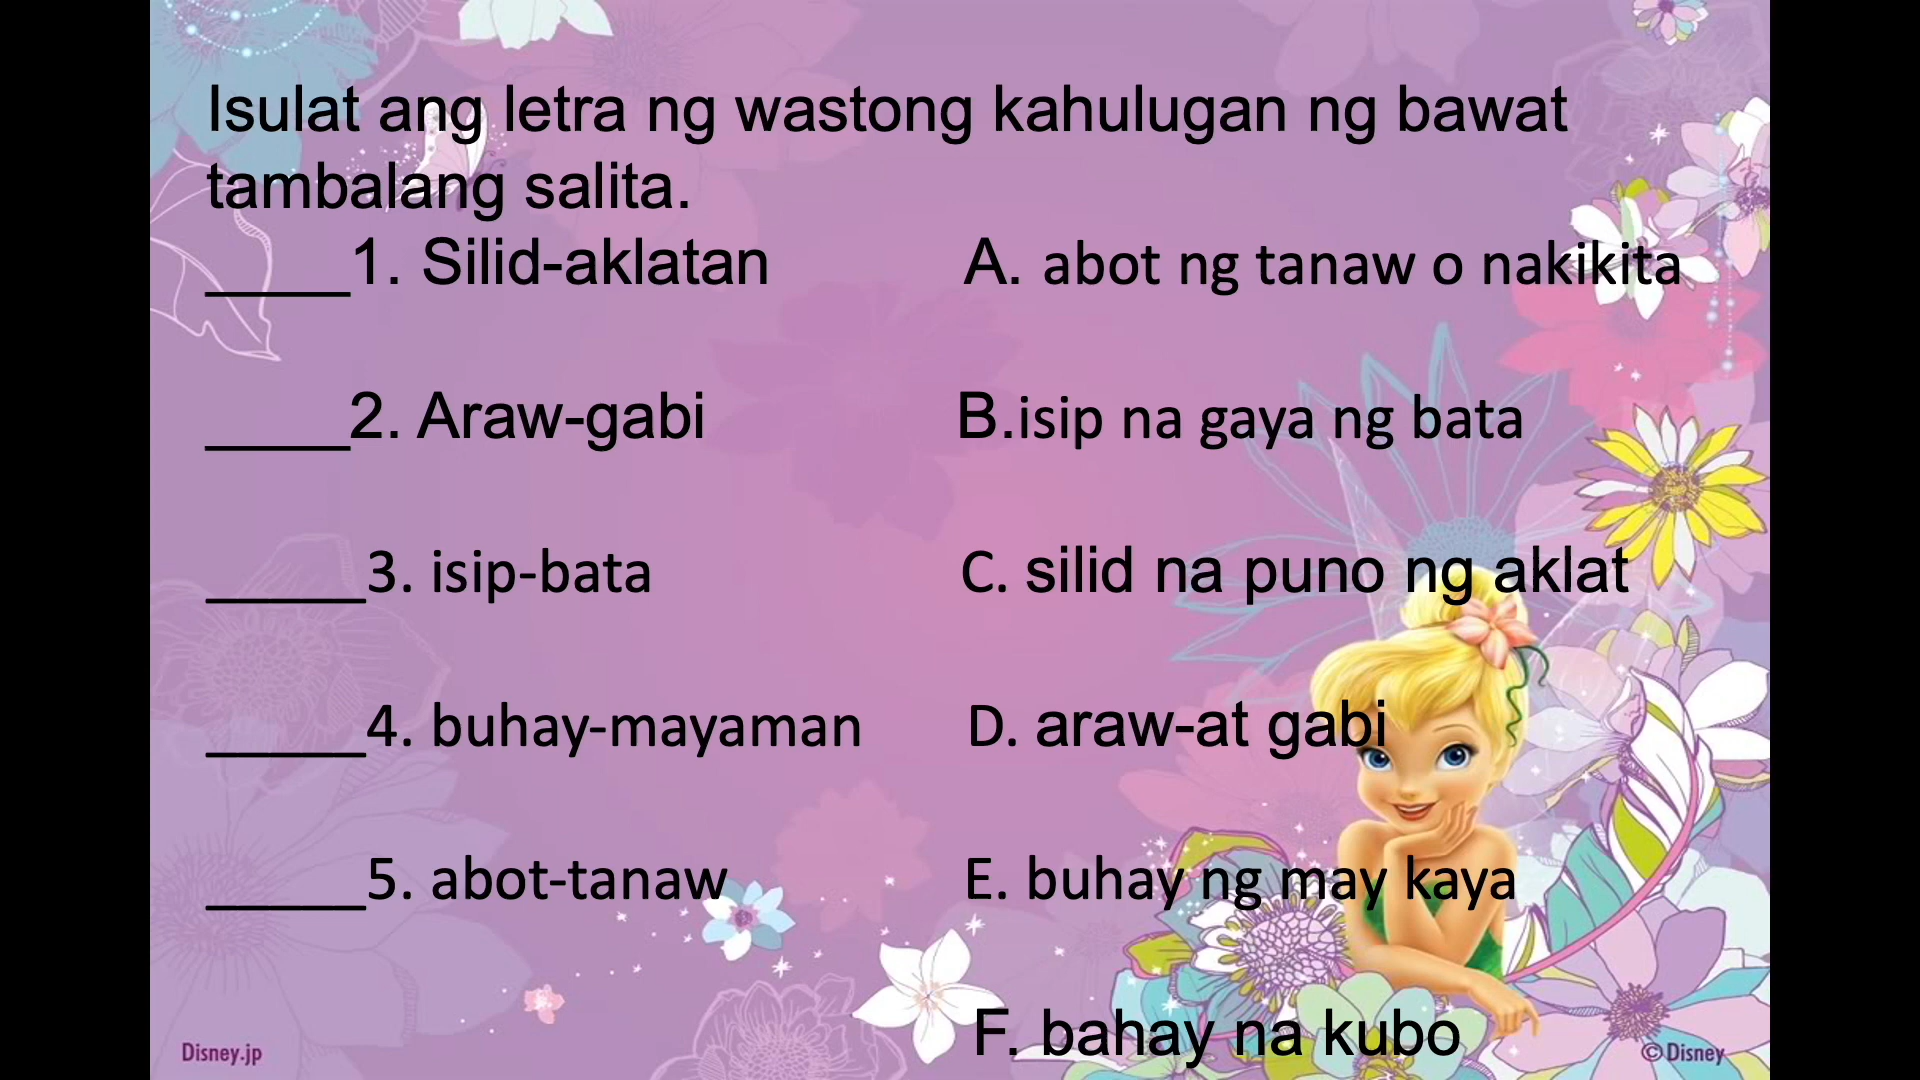 Isulat ang letra ng wastong kahulugan ng bawat
tambalang salita.
____1. Silid-aklatan A. abot ng tanaw o nakikita
____2. Araw-gabi B.isip na gaya ng bata
_____3. isip-bata C. silid na puno ng aklat
_____4. buhay-mayaman D. araw-at gabi
_____5. abot-tanaw E. buhay ng may kaya
F. bahay na kubo
Disney.jp ©Disney